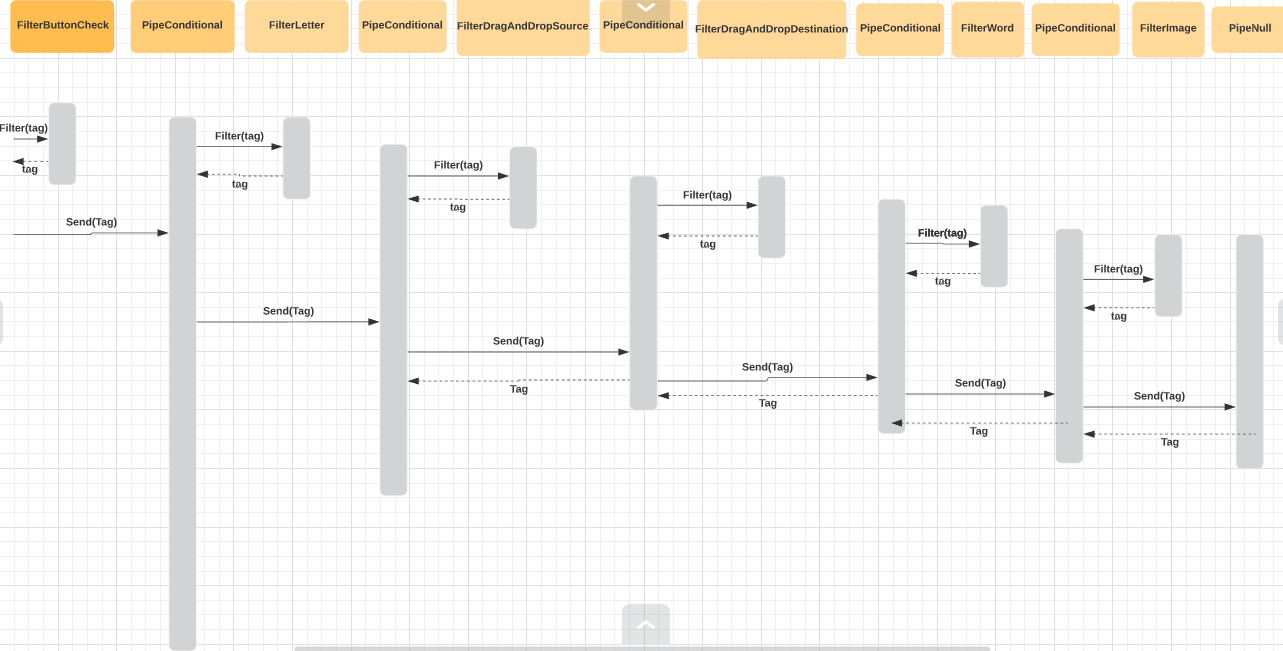 FilterButtonCheck
PipeConditional
FilterLetter
PipeConditional
FilterDragAndDropSource
PipeConditional
FilterDragAndDropDestination
PipeConditional
FilterWord
PipeConditional
FilterImage
PipeNull
Filter(tag)
tag
Filter(tag)
tag
Filter(tag)
tag
Filter(tag)
tag
Filter(tag)
tag
Filter(tag)
tag
Send(Tag)
Send(Tag)
Send(Tag)
Tag
Send(Tag)
Tag
Send(Tag)
Tag
Send(Tag)
Tag